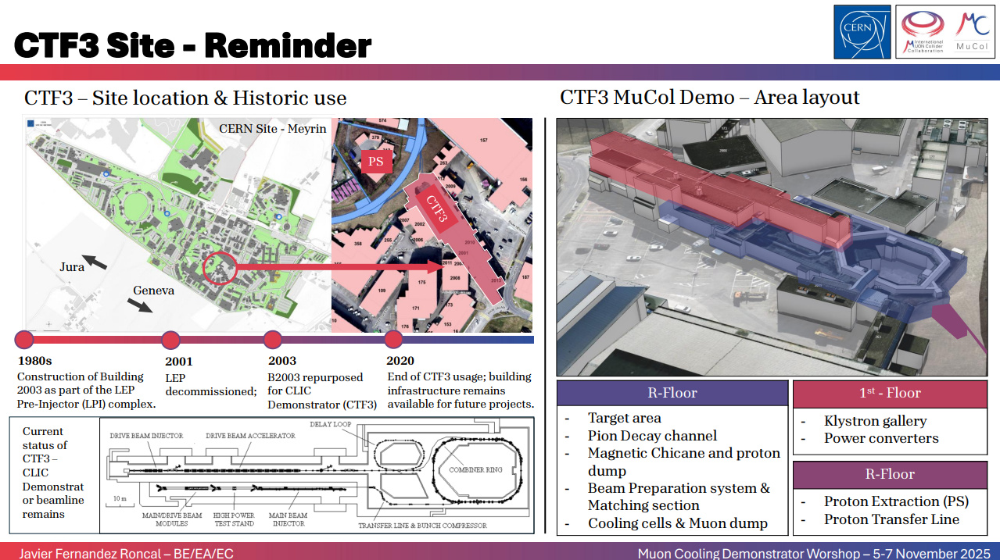 CTF3 Site - Reminder
CERN
International
MUON Collider
Collaboration
MuCol
CTF3 – Site location & Historic use
CERN Site - Meyrin
Jura
Geneva
PS
CTF3
574
379
157
263
2009
156
2007
2002
2006
358
255
2010
2001
2011
2008
175
187
109
2013
171
173
153
178
10
1980s
Construction of Building
2003 as part of the LEP
Pre-Injector (LPI) complex.
2001
LEP
decommissioned;
2003
B2003 repurposed
for CLIC
Demonstrator (CTF3)
2020
End of CTF3 usage; building
infrastructure remains
available for future projects.
Current
status of
CTF3 –
CLIC
Demonstrat
or beamline
remains
DRIVE BEAM INJECTOR
DRIVE BEAM ACCELERATOR
DELAY LOOP
COMBINER RING
10 m
MAIN/DRIVE BEAM
MODULES
HIGH POWER
TEST STAND
MAIN BEAM
INJECTOR
TRANSFER LINE & BUNCH COMPRESSOR
CTF3 MuCol Demo – Area layout
R-Floor
- Target area
- Pion Decay channel
- Magnetic Chicane and proton
dump
- Beam Preparation system &
Matching section
- Cooling cells & Muon dump
1st - Floor
- Klystron gallery
- Power converters
R-Floor
- Proton Extraction (PS)
- Proton Transfer Line
Javier Fernandez Roncal – BE/EA/EC
Muon Cooling Demonstrator Worshop – 5-7 November 2025